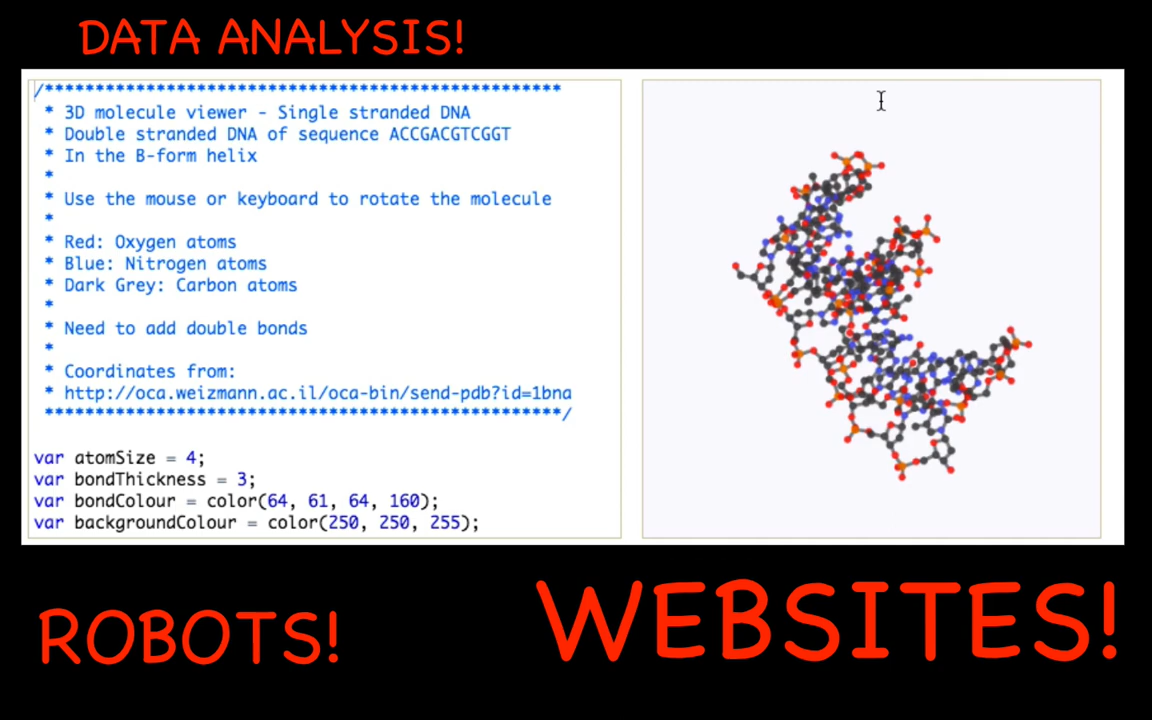 DATA ANALYSIS!
/***************************************************
* 3D molecule viewer - Single stranded DNA
* Double stranded DNA of sequence ACCGACGTCGGT
* In the B-form helix
*
* Use the mouse or keyboard to rotate the molecule
*
* Red: Oxygen atoms
* Blue: Nitrogen atoms
* Dark Grey: Carbon atoms
*
* Need to add double bonds
*
* Coordinates from:
* http://oca.weizmann.ac.il/oca-bin/send-pdb?id=1bna
***************************************************/
var atomSize = 4;
var bondThickness = 3;
var bondColour = color(64, 61, 64, 160);
var backgroundColour = color(250, 250, 255);
ROBOTS!
WEBSITES!